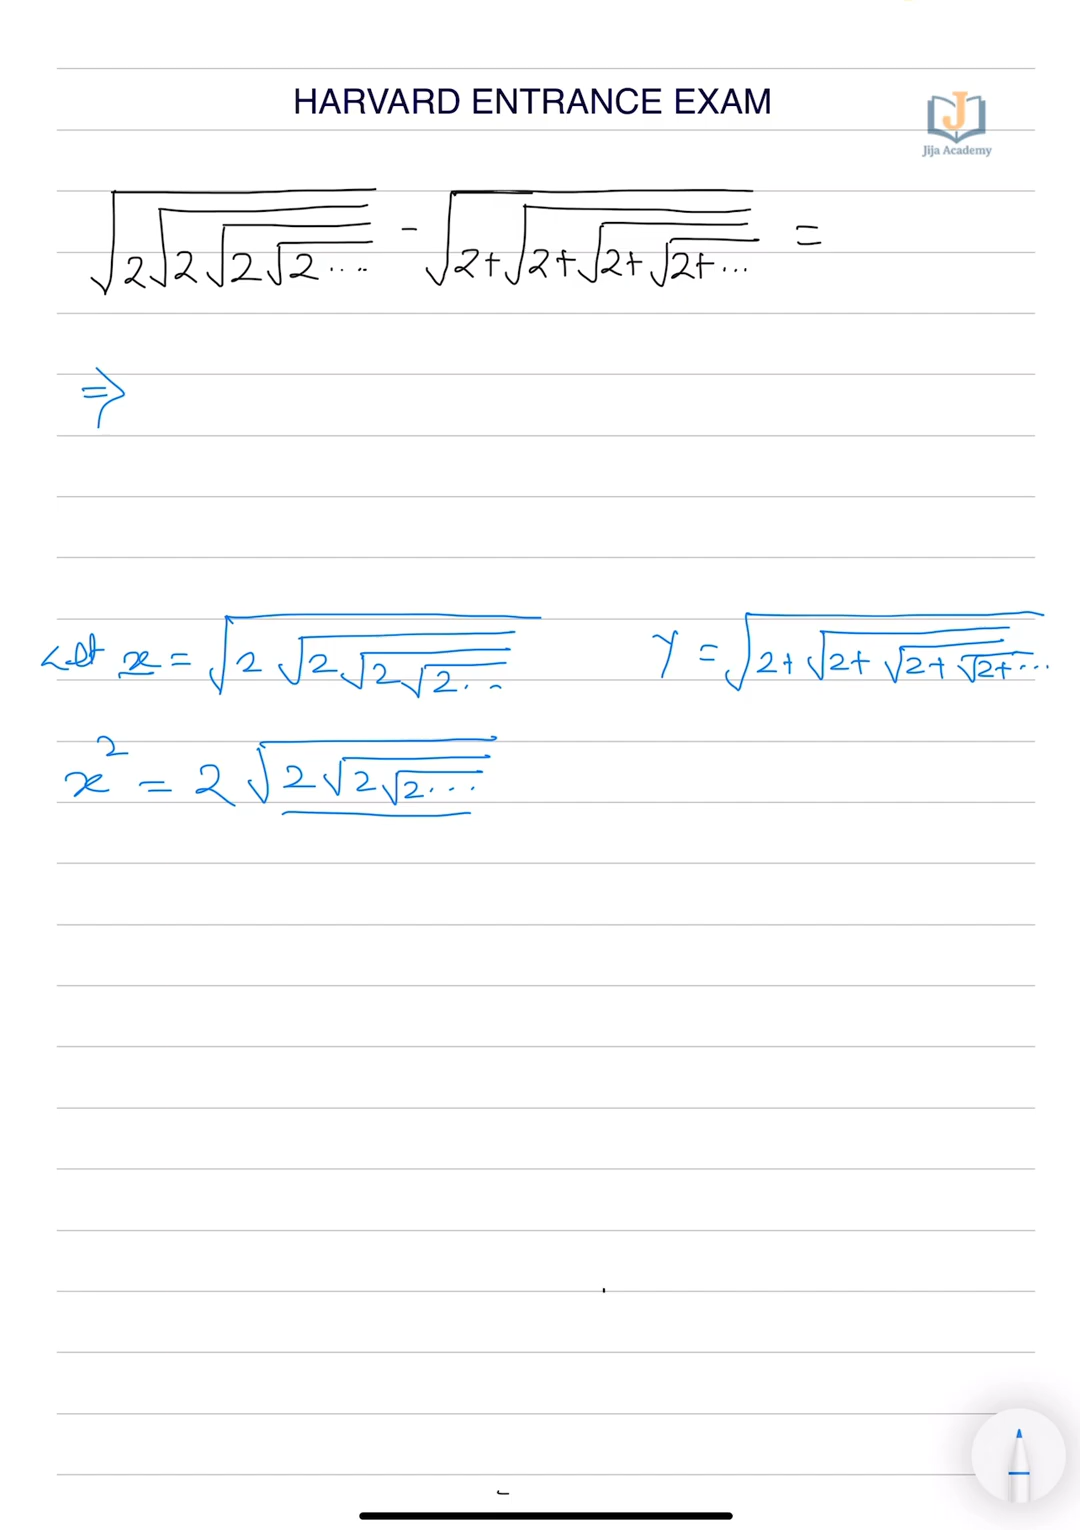 HARVARD ENTRANCE EXAM
Jija Academy
√2√2√2√2.... - √2+√2+√2+√2+... =
⇒
Let x = √2√2√2√2...
y = √2+√2+√2+√2+...
x² = 2√2√2√2...